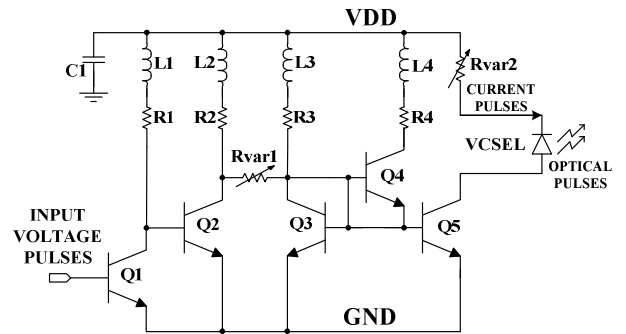 VDD
C1
L1
L2
L3
L4
Rvar2
R1
R2
R3
R4
CURRENT
PULSES
VCSEL
OPTICAL
PULSES
Rvar1
Q4
INPUT
VOLTAGE
PULSES
Q2
Q3
Q5
Q1
GND